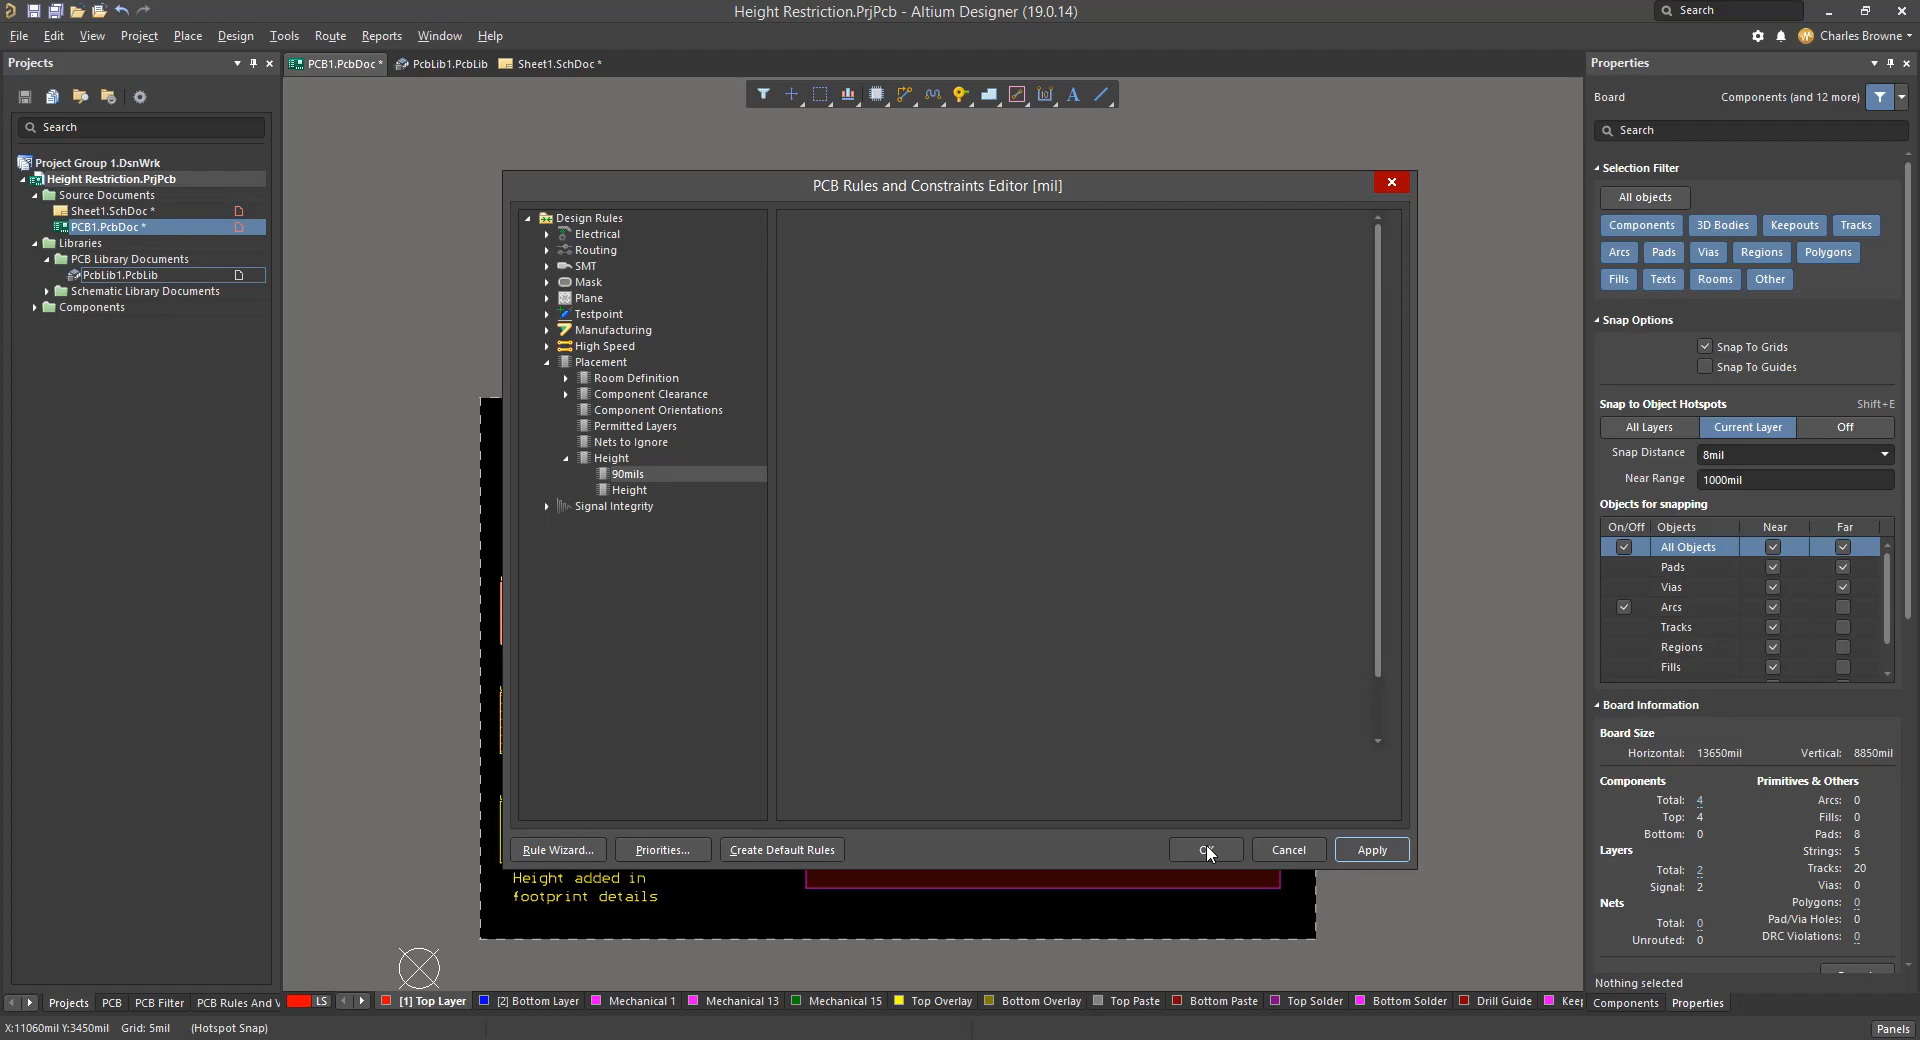 Height Restriction.PrjPcb - Altium Designer (19.0.14)
Search
File Edit View Project Place Design Tools Route Reports Window Help
Charles Browne
Projects
PCB1.PcbDoc *
PcbLib1.PcbLib
Sheet1.SchDoc *
Properties
Board
Components (and 12 more)
Search
Search
Project Group 1.DsnWrk
Height Restriction.PrjPcb
Source Documents
Sheet1.SchDoc *
PCB1.PcbDoc *
Libraries
PCB Library Documents
PcbLib1.PcbLib
Schematic Library Documents
Components
PCB Rules and Constraints Editor [mil]
Design Rules
Electrical
Routing
SMT
Mask
Plane
Testpoint
Manufacturing
High Speed
Placement
Room Definition
Component Clearance
Component Orientations
Permitted Layers
Nets to Ignore
Height
90mils
Height
Signal Integrity
Rule Wizard...
Priorities...
Create Default Rules
Cancel
Apply
Height added in
footprint details
Selection Filter
All objects
Components 3D Bodies Keepouts Tracks
Arcs Pads Vias Regions Polygons
Fills Texts Rooms Other
Snap Options
Snap To Grids
Snap To Guides
Snap to Object Hotspots Shift+E
All Layers Current Layer Off
Snap Distance 8mil
Near Range 1000mil
Objects for snapping
On/Off Objects Near Far
All Objects
Pads
Vias
Arcs
Tracks
Regions
Fills
Board Information
Board Size
Horizontal: 13650mil Vertical: 8850mil
Components Primitives & Others
Total: 4 Arcs: 0
Top: 4 Fills: 0
Bottom: 0 Pads: 8
Layers Strings: 5
Total: 2 Tracks: 20
Signal: 2 Vias: 0
Nets Polygons: 0
Total: 0 Pad/Via Holes: 0
Unrouted: 0 DRC Violations: 0
Nothing selected
Components Properties
Projects PCB PCB Filter PCB Rules And V
LS [1] Top Layer [2] Bottom Layer Mechanical 1 Mechanical 13 Mechanical 15 Top Overlay Bottom Overlay Top Paste Bottom Paste Top Solder Bottom Solder Drill Guide Keep
X:11060mil Y:3450mil Grid: 5mil (Hotspot Snap)
Panels